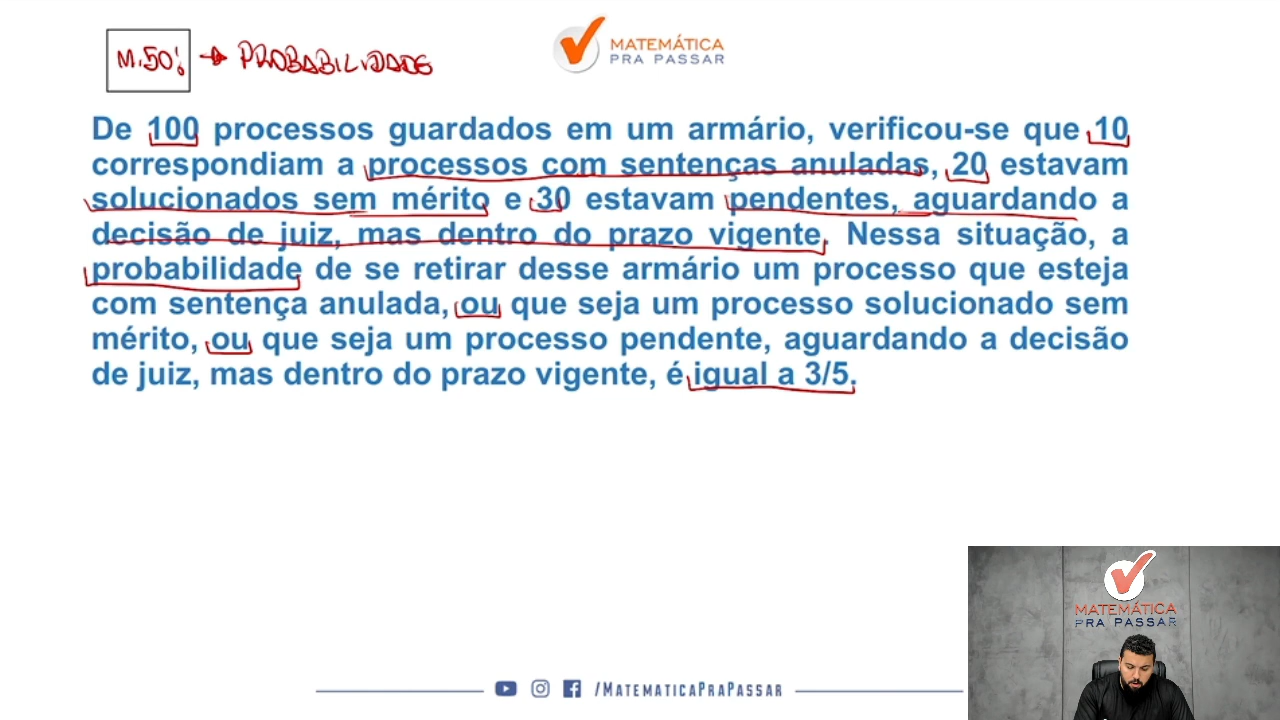 M.50% → PROBABILIDADE
MATEMÁTICA
PRA PASSAR
De 100 processos guardados em um armário, verificou-se que 10
correspondiam a processos com sentenças anuladas, 20 estavam
solucionados sem mérito e 30 estavam pendentes, aguardando a
decisão de juiz, mas dentro do prazo vigente. Nessa situação, a
probabilidade de se retirar desse armário um processo que esteja
com sentença anulada, ou que seja um processo solucionado sem
mérito, ou que seja um processo pendente, aguardando a decisão
de juiz, mas dentro do prazo vigente, é igual a 3/5.
MATEMÁTICA
PRA PASSAR
/MATEMATICAPRAPASSAR